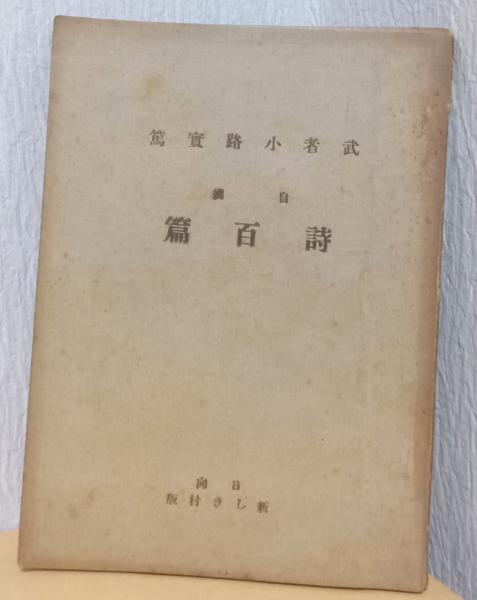 武者小路實篤
自撰
詩百篇
日向
新しき村版